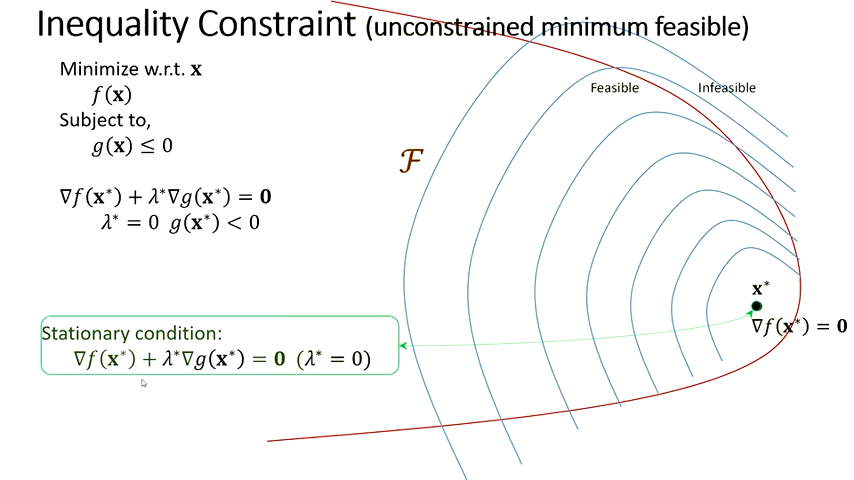 Inequality Constraint (unconstrained minimum feasible)
Minimize w.r.t. 𝐱
𝑓(𝐱)
Subject to,
𝑔(𝐱) ≤ 0
∇𝑓(𝐱*) + 𝜆*∇𝑔(𝐱*) = 𝟎
𝜆* = 0 𝑔(𝐱*) < 0
Feasible
Infeasible
ℱ
𝐱*
∇𝑓(𝐱*) = 𝟎
Stationary condition:
∇𝑓(𝐱*) + 𝜆*∇𝑔(𝐱*) = 𝟎 (𝜆* = 0)